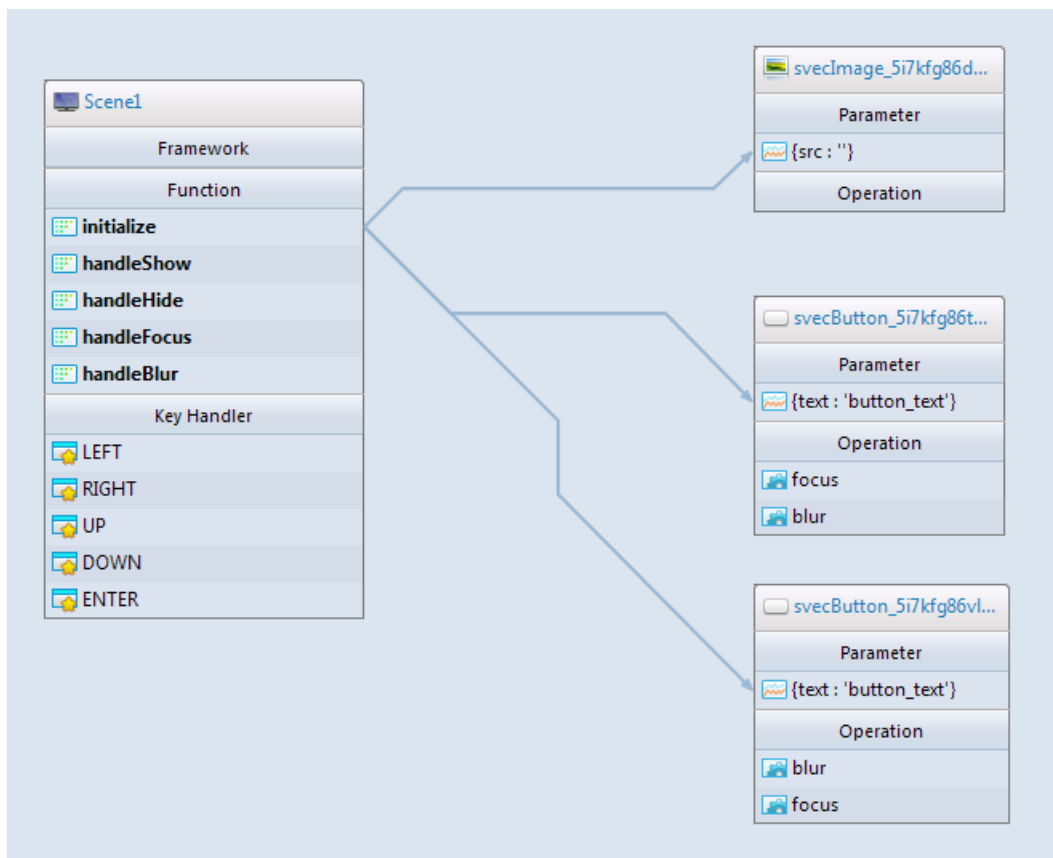 Scene1
Framework
Function
initialize
handleShow
handleHide
handleFocus
handleBlur
Key Handler
LEFT
RIGHT
UP
DOWN
ENTER
svecImage_5i7kfg86d...
Parameter
{src : ''}
Operation
svecButton_5i7kfg86t...
Parameter
{text : 'button_text'}
Operation
focus
blur
svecButton_5i7kfg86vl...
Parameter
{text : 'button_text'}
Operation
blur
focus